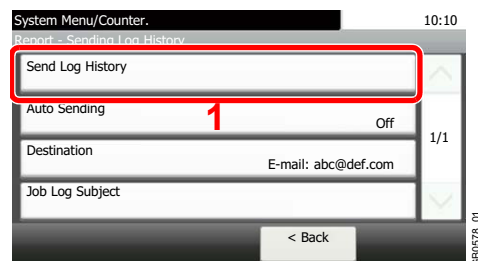 System Menu/Counter.
10:10
Report - Sending Log History
Send Log History
Auto Sending
Off
1
1/1
Destination
E-mail: abc@def.com
Job Log Subject
< Back